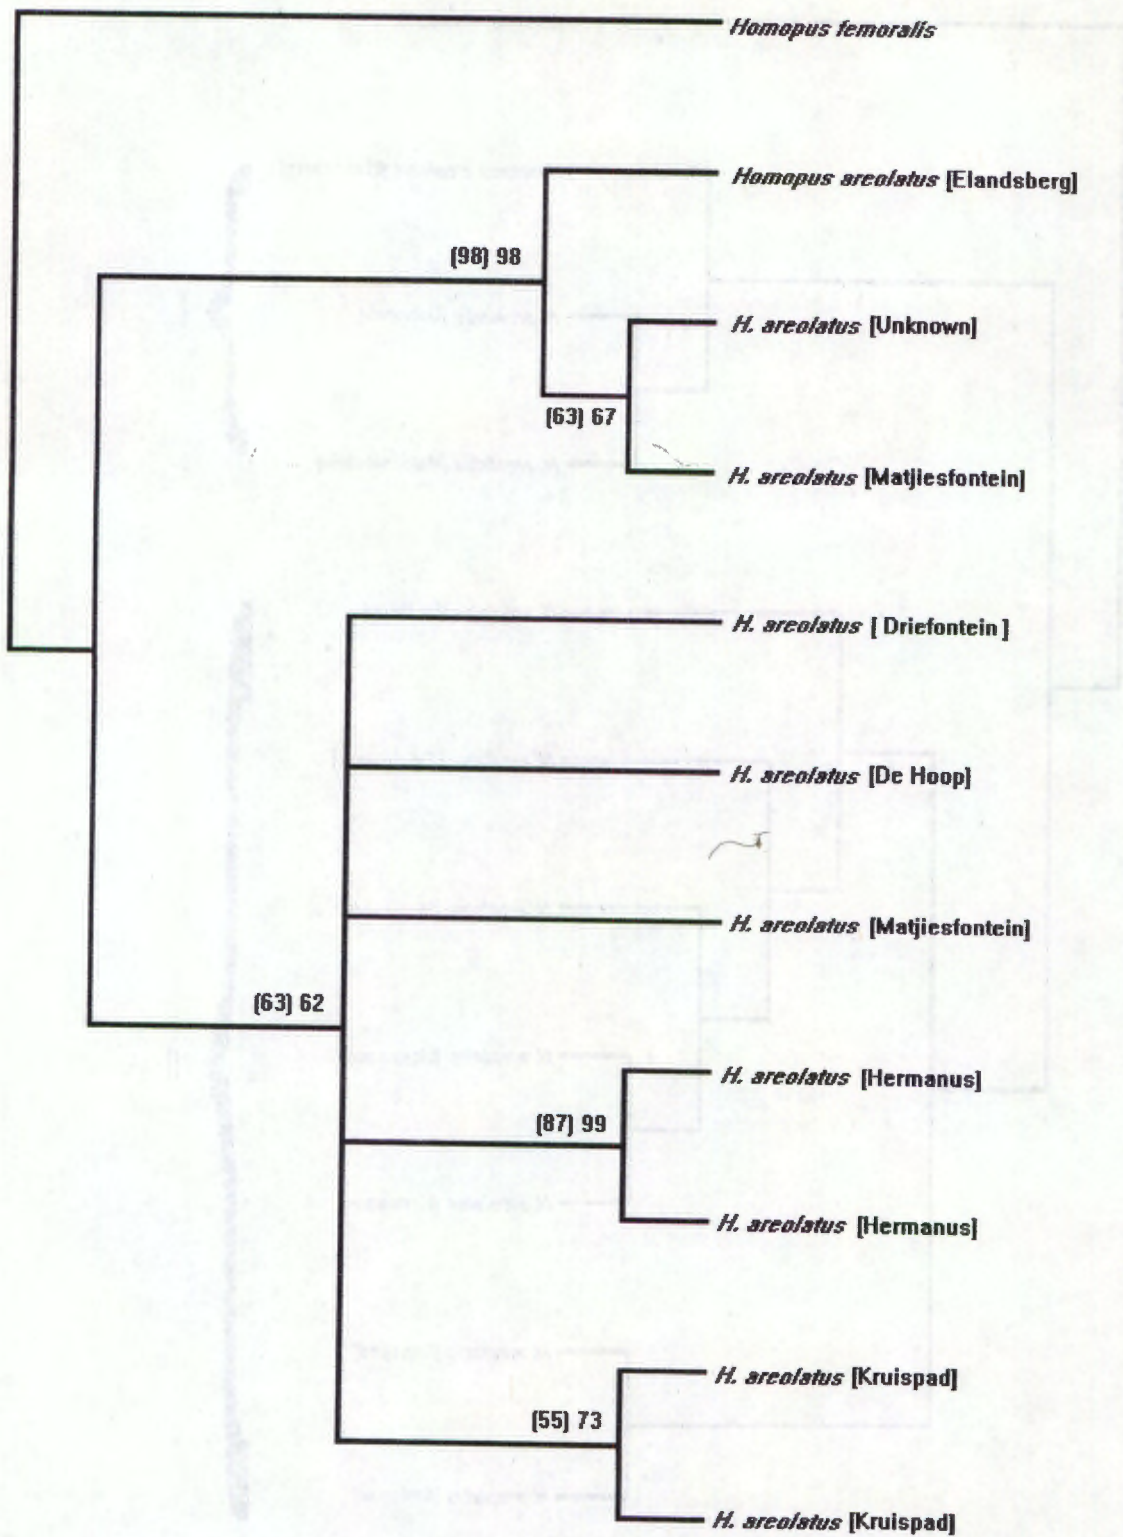 Homopus femoralis
Homopus areolatus [Elandsberg]
(98) 98
H. areolatus [Unknown]
(63) 67
H. areolatus [Matjiesfontein]
H. areolatus [ Driefontein ]
H. areolatus [De Hoop]
H. areolatus [Matjiesfontein]
(63) 62
H. areolatus [Hermanus]
(87) 99
H. areolatus [Hermanus]
H. areolatus [Kruispad]
(55) 73
H. areolatus [Kruispad]